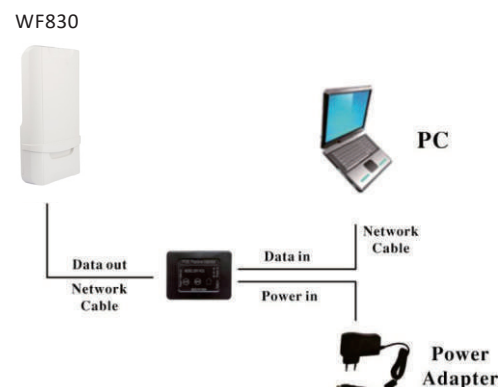 WF830
PC
Data out
Network
Cable
Data in
Power in
Network
Cable
Power
Adapter